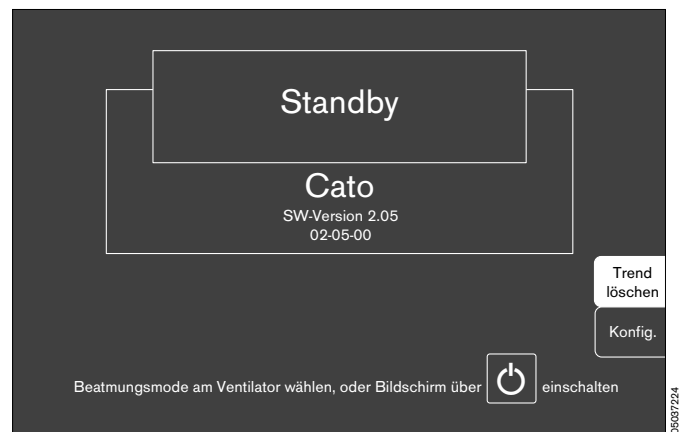 Standby
Cato
SW-Version 2.05
02-05-00
Trend
löschen
Konfig.
Beatmungsmode am Ventilator wählen, oder Bildschirm über einschalten
05037224